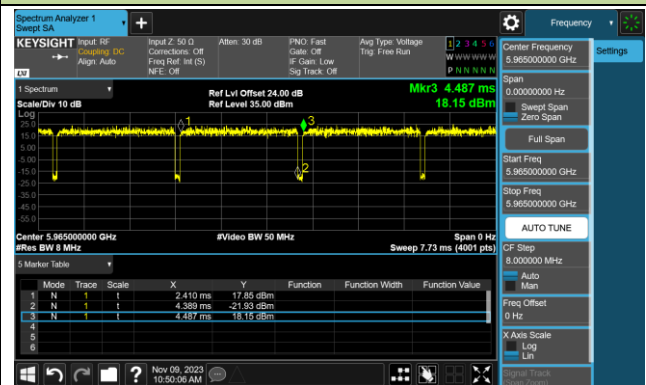 Spectrum Analyzer 1
Swept SA
Frequency
KEYSIGHT Input: RF Input Z: 50 Ω Atten: 30 dB PNO: Fast Avg Type: Voltage 1 2 3 4 5 6
Coupling: DC Corrections: Off Gate: Off Trig: Free Run W W W W W W
Align: Auto Freq Ref: Int (S) IF Gain: Low P N N N N N
NFE: Off Sig Track: Off
LXI
Center Frequency
5.965000000 GHz
Settings
Span
0.00000000 Hz
Swept Span
Zero Span
Full Span
Start Freq
5.965000000 GHz
Stop Freq
5.965000000 GHz
AUTO TUNE
CF Step
8.000000 MHz
Auto
Man
Freq Offset
0 Hz
X Axis Scale
Log
Lin
Signal Track
(Span Zoom)
1 Spectrum
Ref Lvl Offset 24.00 dB Mkr3 4.487 ms
Scale/Div 10 dB Ref Level 35.00 dBm 18.15 dBm
Log
25.0
15.0
5.00
-5.00
-15.0
-25.0
-35.0
-45.0
-55.0
1
3
2
Center 5.965000000 GHz #Video BW 50 MHz Span 0 Hz
#Res BW 8 MHz Sweep 7.73 ms (4001 pts)
5 Marker Table
Mode Trace Scale X Y Function Function Width Function Value
1 N 1 t 2.410 ms 17.85 dBm
2 N 1 t 4.389 ms -21.93 dBm
3 N 1 t 4.487 ms 18.15 dBm
4
5
6
Nov 09, 2023
10:50:06 AM